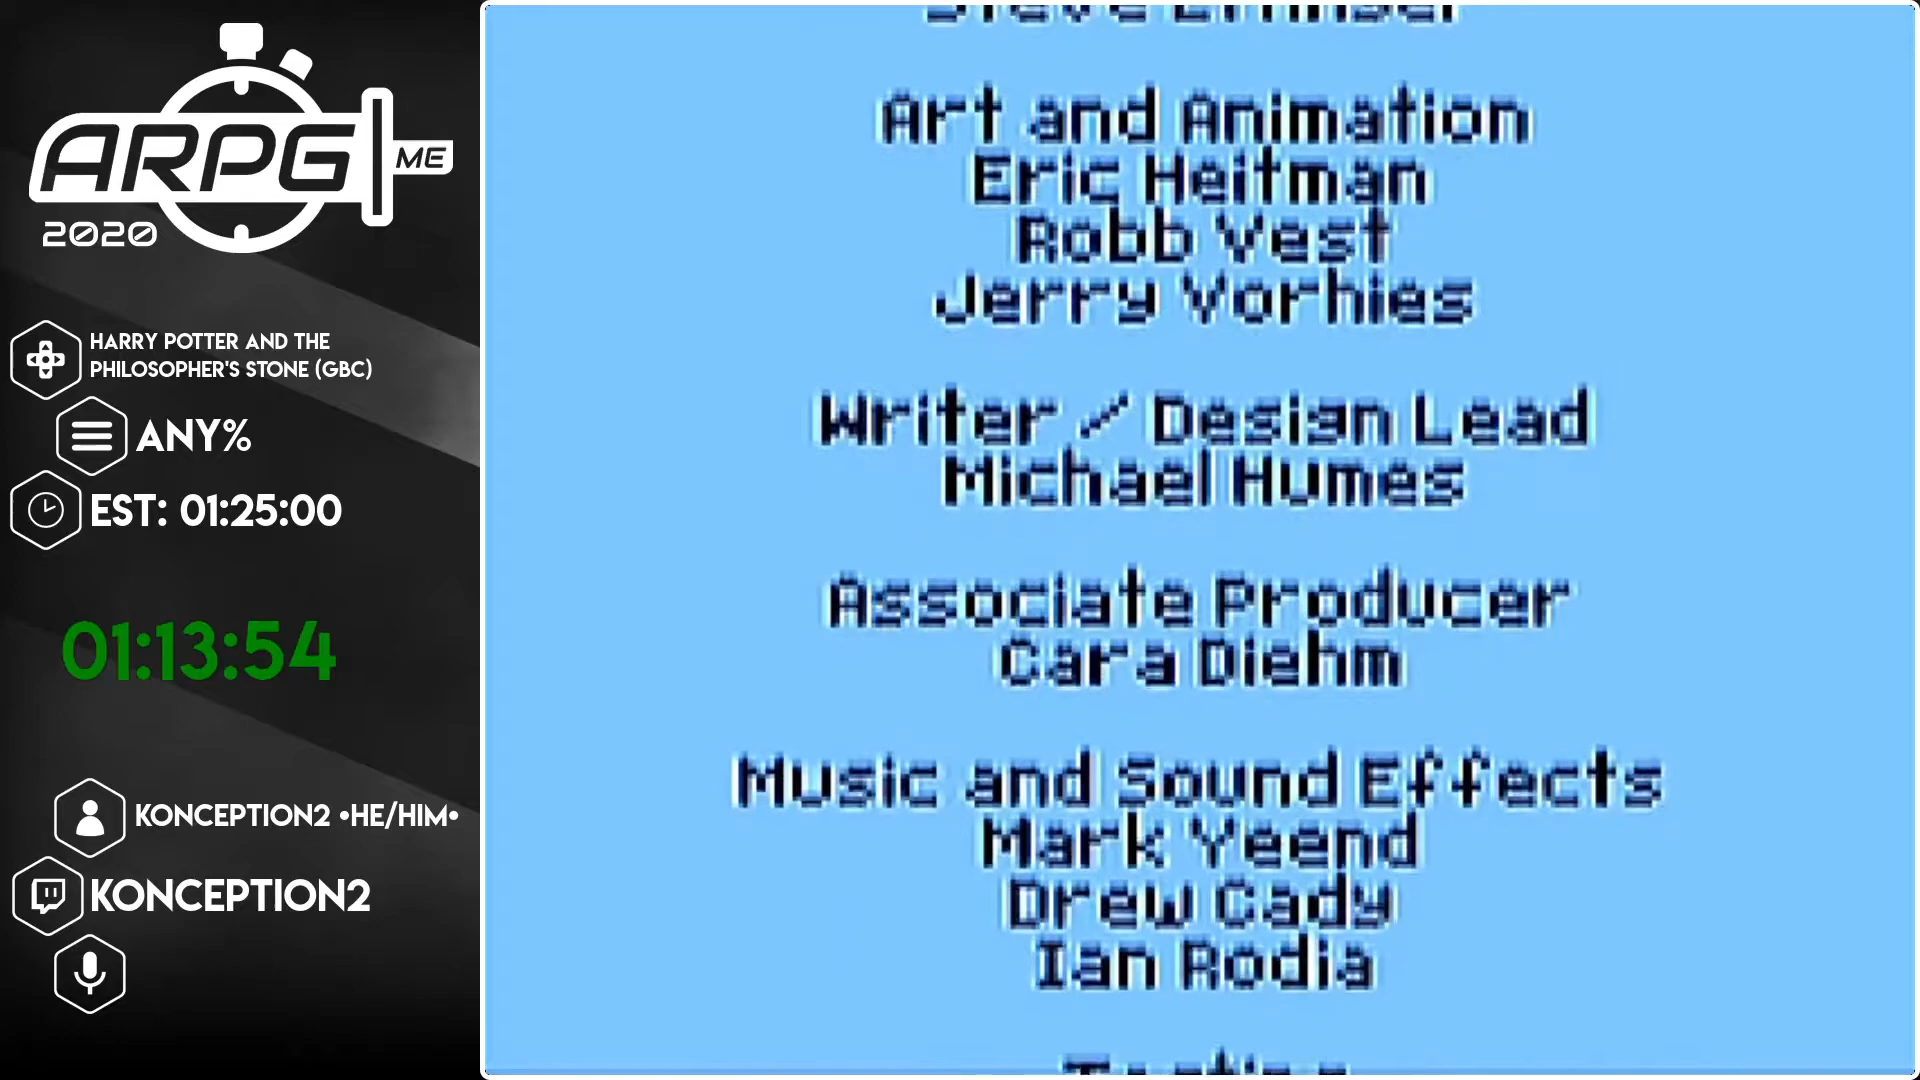 ARPG ME
2020
HARRY POTTER AND THE
PHILOSOPHER'S STONE (GBC)
ANY%
EST: 01:25:00
01:13:54
KONCEPTION2 •HE/HIM•
KONCEPTION2
Art and Animation
Eric Heitman
Robb Vest
Jerry Vorhies
Writer / Design Lead
Michael Humes
Associate Producer
Cara Diehm
Music and Sound Effects
Mark Yeend
Drew Cady
Ian Rodia